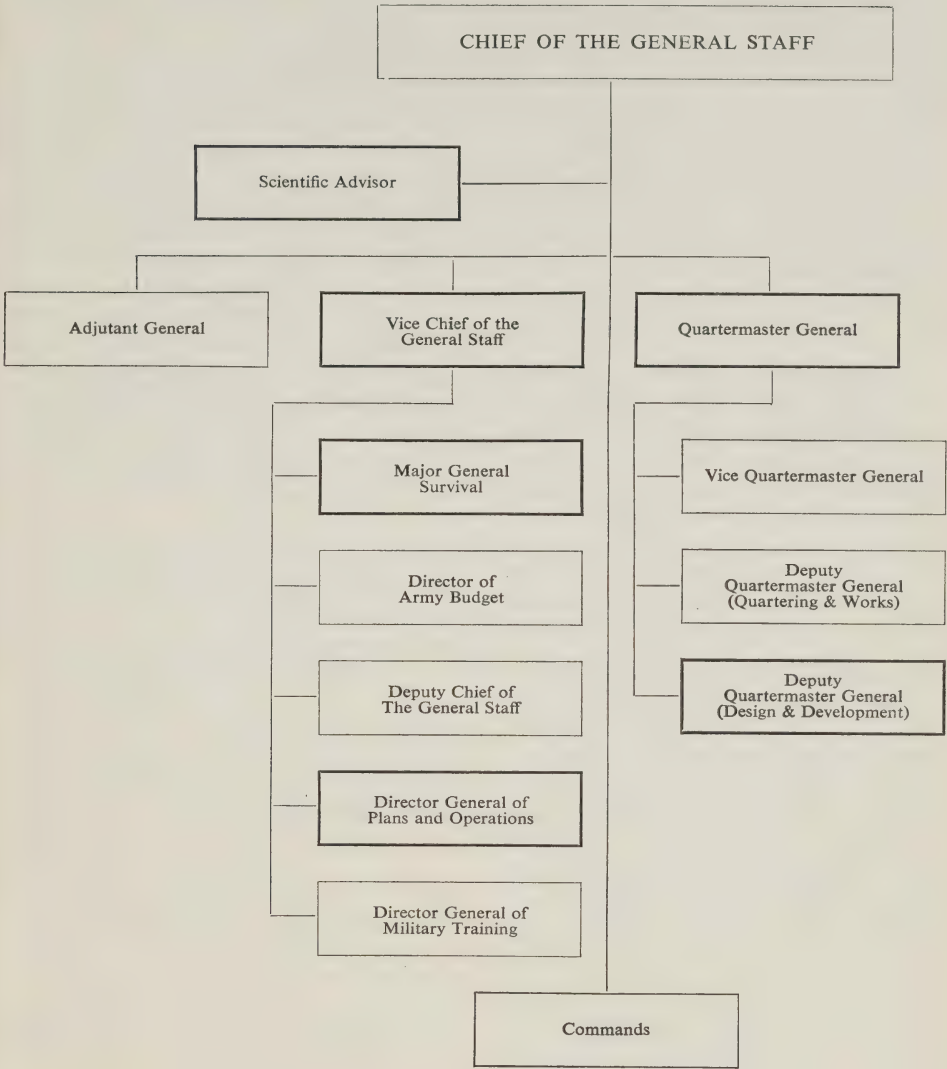 CHIEF OF THE GENERAL STAFF
Scientific Advisor
Adjutant General
Vice Chief of the
General Staff
Quartermaster General
Major General
Survival
Vice Quartermaster General
Director of
Army Budget
Deputy
Quartermaster General
(Quartering & Works)
Deputy Chief of
The General Staff
Deputy
Quartermaster General
(Design & Development)
Director General of
Plans and Operations
Director General of
Military Training
Commands